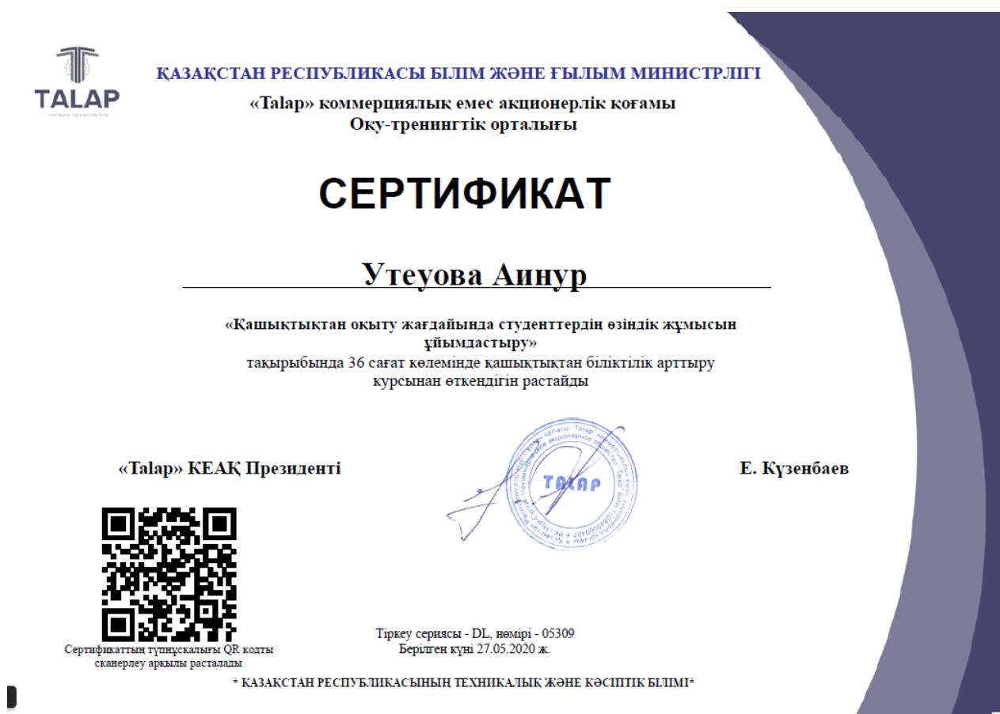 TALAP
ҚАЗАҚСТАН РЕСПУБЛИКАСЫ БІЛІМ ЖӘНЕ ҒЫЛЫМ МИНИСТРЛІГІ
«Talap» коммерциялық емес акционерлік қоғамы
Оқу-тренингтік орталығы
СЕРТИФИКАТ
Утеуова Аинур
«Қашықтықтан оқыту жағдайында студенттердің өзіндік жұмысын
ұйымдастыру»
тақырыбында 36 сағат көлемінде қашықтықтан біліктілік арттыру
курсынан өткендігін растайды
«Talap» КЕАҚ Президенті
TALAP
Е. Күзенбаев
Сертификаттың түпнұсқалығы QR кодты
сканерлеу арқылы расталады
Тіркеу сериясы - DL, нөмірі - 05309
Берілген күні 27.05.2020 ж.
* ҚАЗАҚСТАН РЕСПУБЛИКАСЫНЫҢ ТЕХНИКАЛЫҚ ЖӘНЕ КӘСІПТІК БІЛІМІ*